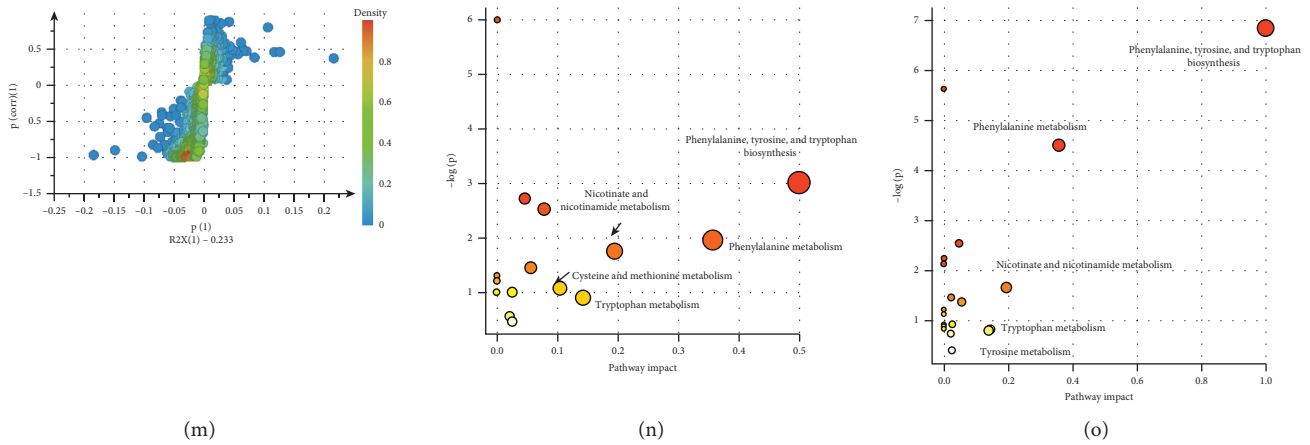 Density
1
0.8
0.6
0.4
0.2
0
p (corr)(1)
0.5
0
0.5
−1
−1.5
−0.25
−0.2
−0.15
−0.1
−0.05
0
0.05
0.1
0.15
0.2
p (1)
R2X(1) − 0.233
(m)
−log (p)
−6
5
4
3
2
1
Phenylalanine, tyrosine, and tryptophan
biosynthesis
Nicotinate and
nicotinamide metabolism
Phenylalanine metabolism
Cysteine and methionine metabolism
Tryptophan metabolism
0.0
0.1
0.2
0.3
0.4
0.5
Pathway impact
(n)
−log (p)
7
6
5
4
3
2
1
Phenylalanine, tyrosine, and tryptophan
biosynthesis
Phenylalanine metabolism
Nicotinate and nicotinamide metabolism
Tryptophan metabolism
Tyrosine metabolism
0.0
0.2
0.4
0.6
0.8
1.0
Pathway impact
(o)